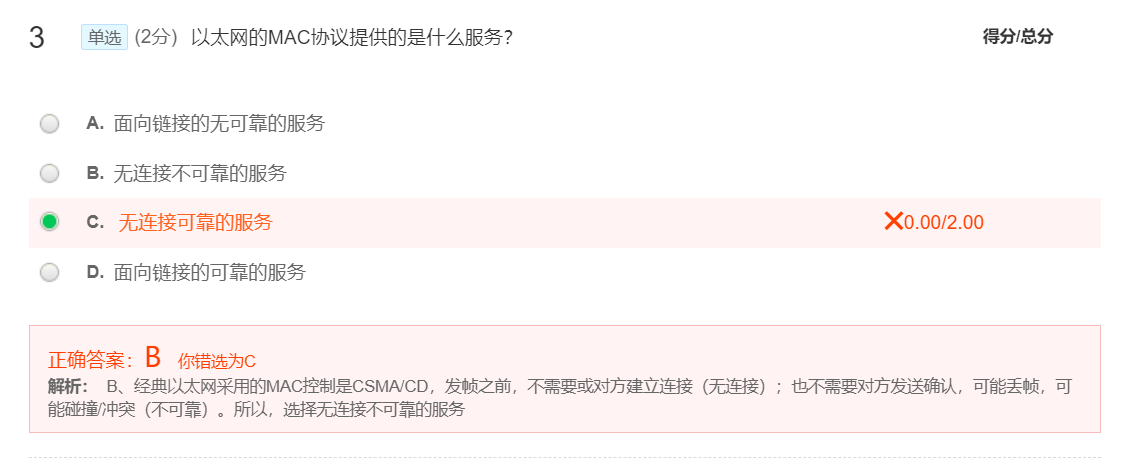 3 单选 (2分) 以太网的MAC协议提供的是什么服务? 得分/总分
A. 面向链接的无可靠的服务
B. 无连接不可靠的服务
C. 无连接可靠的服务 ✕0.00/2.00
D. 面向链接的可靠的服务
正确答案：B 你错选为C
解析： B、经典以太网采用的MAC控制是CSMA/CD，发帧之前，不需要或对方建立连接（无连接）；也不需要对方发送确认，可能丢帧，可
能碰撞/冲突（不可靠）。所以，选择无连接不可靠的服务